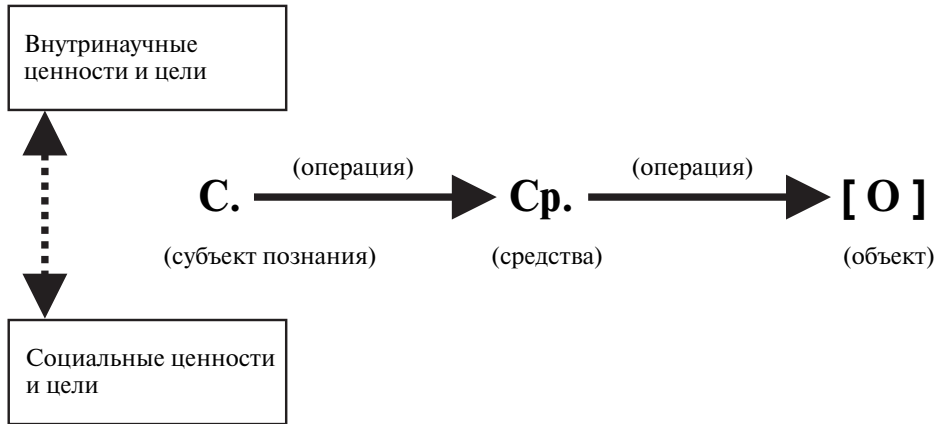 Внутринаучные
ценности и цели
(операция) (операция)
С. Ср. [ О ]
(субъект познания) (средства) (объект)
Социальные ценности
и цели